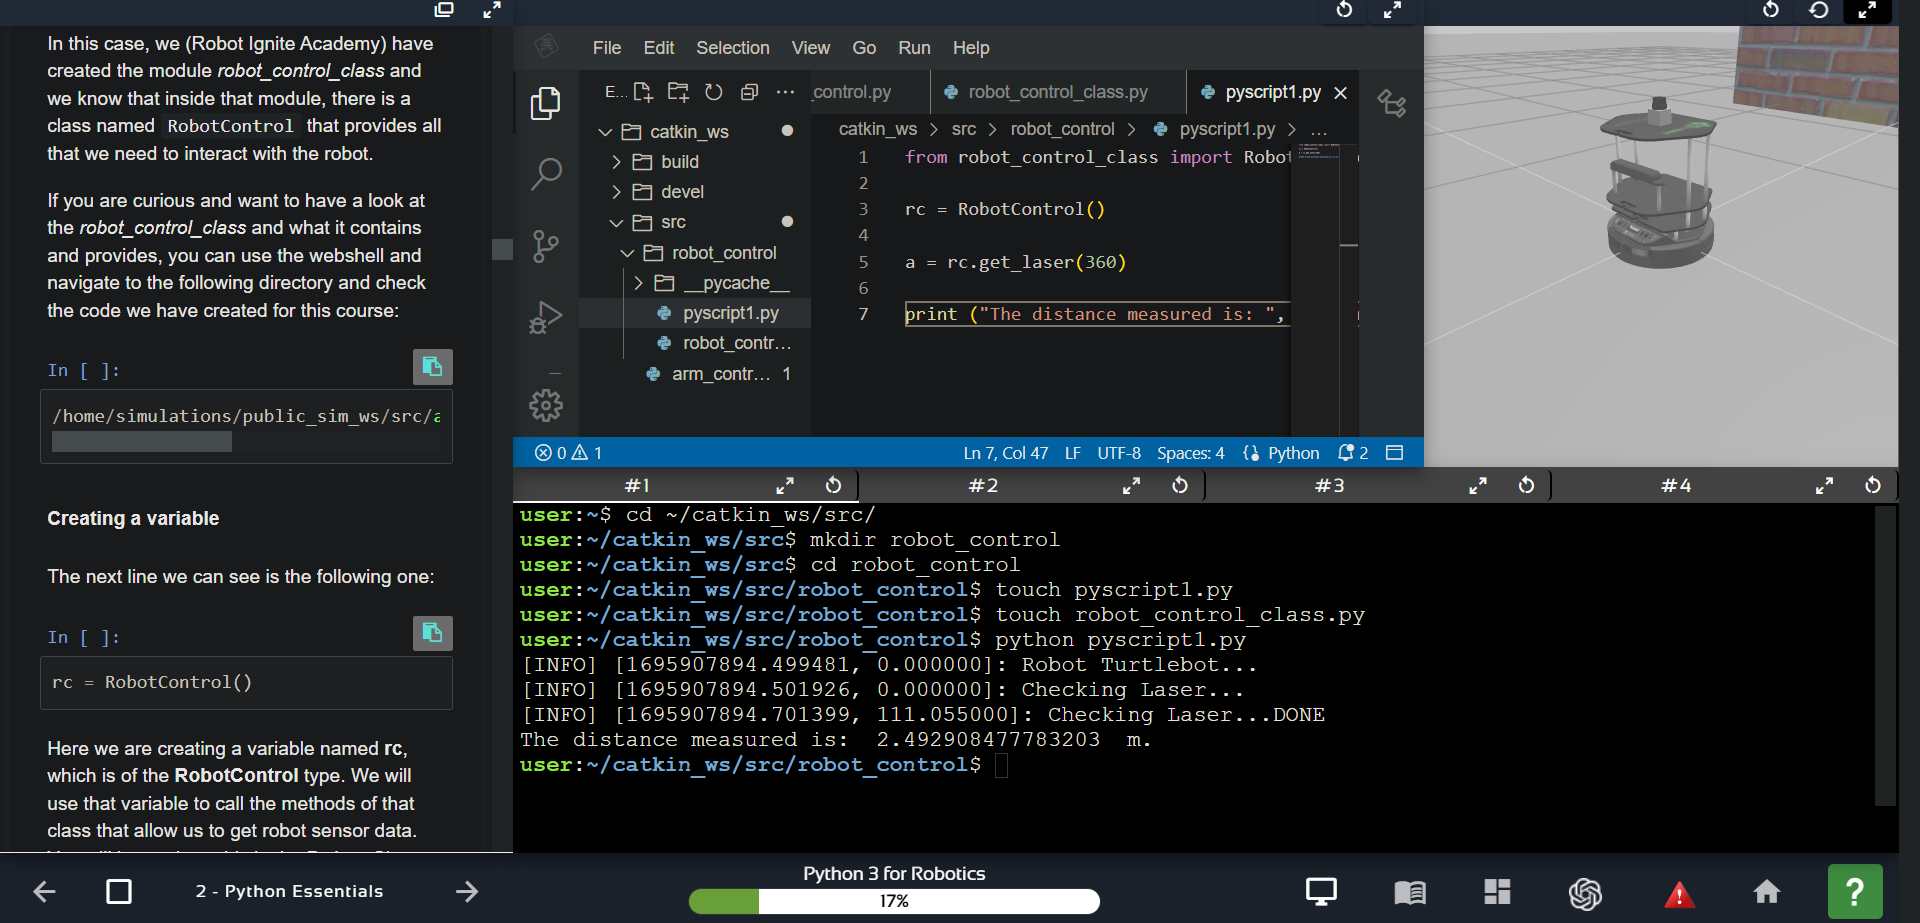 In this case, we (Robot Ignite Academy) have
created the module robot_control_class and
we know that inside that module, there is a
class named RobotControl that provides all
that we need to interact with the robot.
If you are curious and want to have a look at
the robot_control_class and what it contains
and provides, you can use the webshell and
navigate to the following directory and check
the code we have created for this course:
In [ ]:
/home/simulations/public_sim_ws/src/a
Creating a variable
The next line we can see is the following one:
In [ ]:
rc = RobotControl()
Here we are creating a variable named rc,
which is of the RobotControl type. We will
use that variable to call the methods of that
class that allow us to get robot sensor data.
File Edit Selection View Go Run Help
E...
catkin_ws
build
devel
src
robot_control
__pycache__
pyscript1.py
robot_contr...
arm_contr... 1
_control.py
robot_control_class.py
pyscript1.py
catkin_ws > src > robot_control > pyscript1.py > ...
1 from robot_control_class import Robot
2
3 rc = RobotControl()
4
5 a = rc.get_laser(360)
6
7 print ("The distance measured is: ",
0 1
Ln 7, Col 47 LF UTF-8 Spaces: 4 Python 2
#1 #2 #3 #4
user:~$ cd ~/catkin_ws/src/
user:~/catkin_ws/src$ mkdir robot_control
user:~/catkin_ws/src$ cd robot_control
user:~/catkin_ws/src/robot_control$ touch pyscript1.py
user:~/catkin_ws/src/robot_control$ touch robot_control_class.py
user:~/catkin_ws/src/robot_control$ python pyscript1.py
[INFO] [1695907894.499481, 0.000000]: Robot Turtlebot...
[INFO] [1695907894.501926, 0.000000]: Checking Laser...
[INFO] [1695907894.701399, 111.055000]: Checking Laser...DONE
The distance measured is:  2.492908477783203  m.
user:~/catkin_ws/src/robot_control$
2 - Python Essentials
Python 3 for Robotics
17%
?